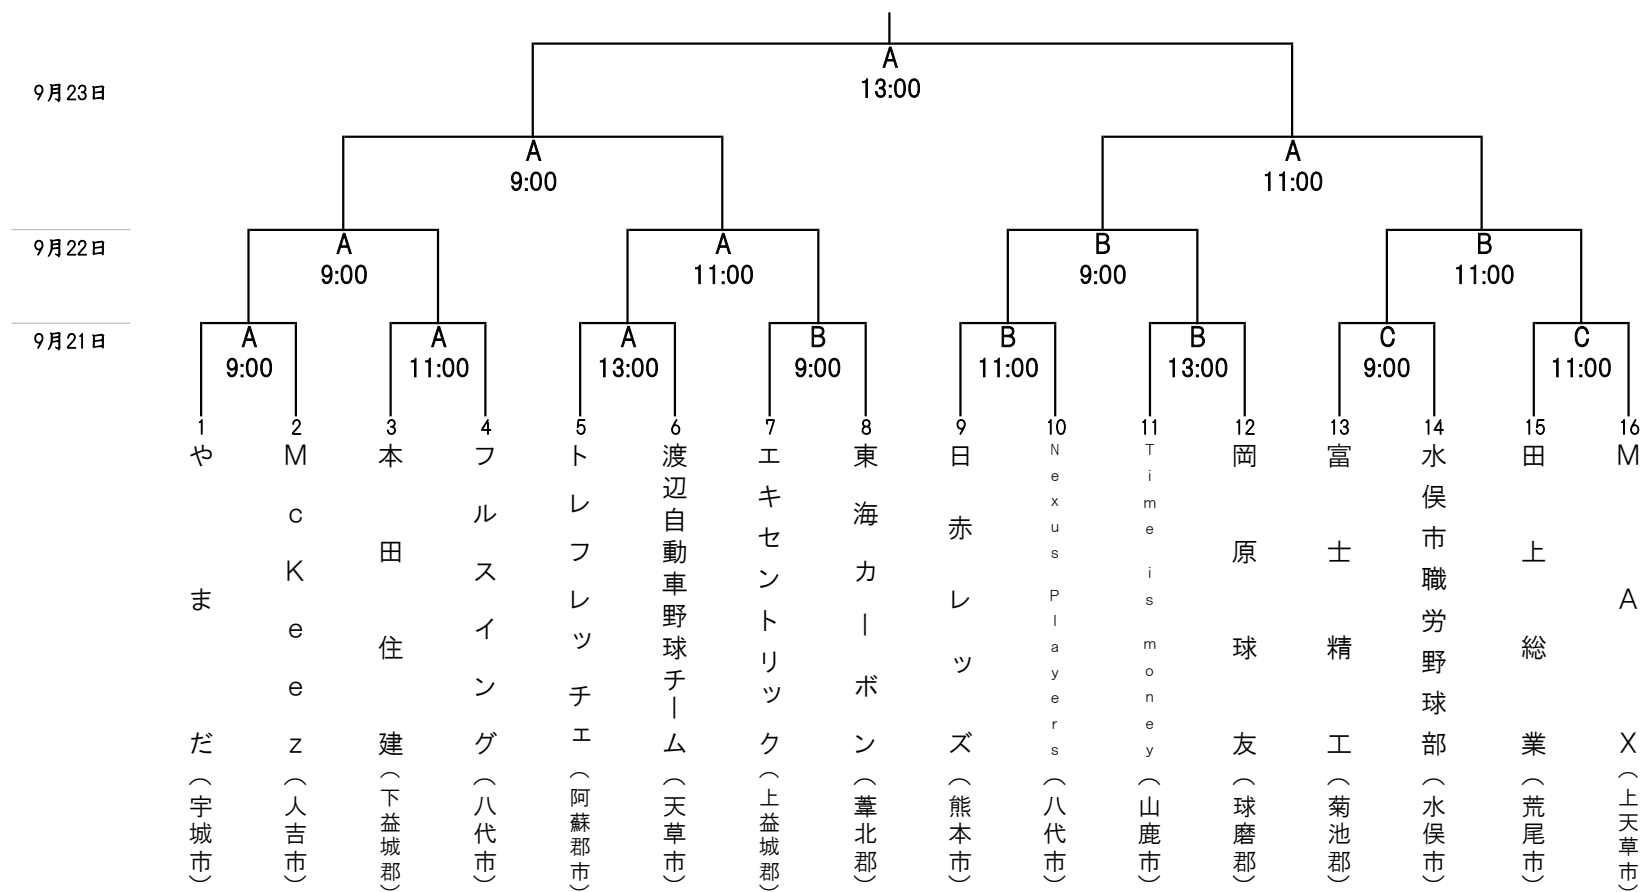 A
13:00
9月23日
A
9:00
A
11:00
9月22日
A
9:00
A
11:00
B
9:00
B
11:00
9月21日
A
9:00
A
11:00
A
13:00
B
9:00
B
11:00
B
13:00
C
9:00
C
11:00
1
やまだ(宇城市)
2
McKeeez(人吉市)
3
本田住建(下益城郡)
4
フルスイング(八代市)
5
トレフレッチェ(阿蘇郡市)
6
渡辺自動車野球チーム(天草市)
7
エキセントリック(上益城郡)
8
東海カーボン(葦北郡)
9
日赤レッズ(熊本市)
10
Nexus Players(八代市)
11
Time is money(山鹿市)
12
岡原球友(球磨郡)
13
富士精工(菊池郡)
14
水俣市職労野球部(水俣市)
15
田上総業(荒尾市)
16
MAX(上天草市)